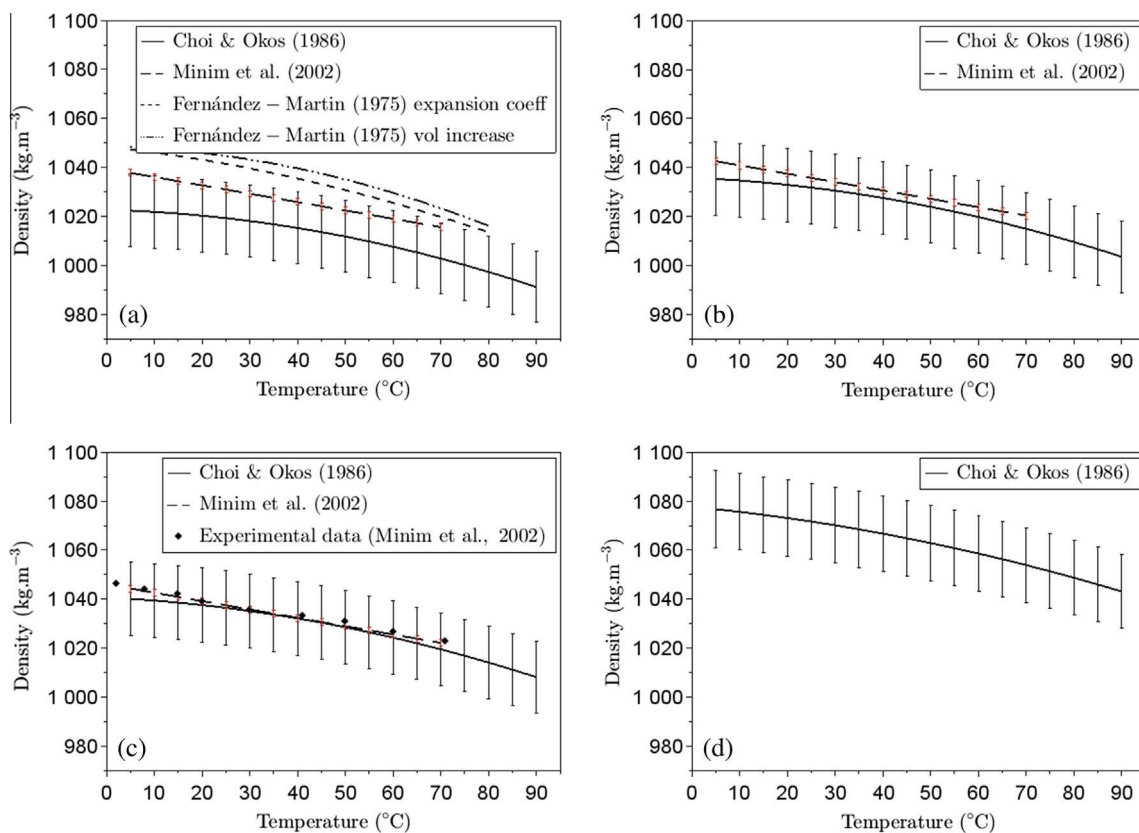 1 100
1 080
1 060
1 040
1 020
1 000
980
Density (kg.m⁻³)
Choi & Okos (1986)
Minim et al. (2002)
Fernández – Martin (1975) expansion coeff
Fernández – Martin (1975) vol increase
(a)
0 10 20 30 40 50 60 70 80 90
Temperature (°C)
1 100
1 080
1 060
1 040
1 020
1 000
980
Density (kg.m⁻³)
Choi & Okos (1986)
Minim et al. (2002)
(b)
0 10 20 30 40 50 60 70 80 90
Temperature (°C)
1 100
1 080
1 060
1 040
1 020
1 000
980
Density (kg.m⁻³)
Choi & Okos (1986)
Minim et al. (2002)
Experimental data (Minim et al., 2002)
(c)
0 10 20 30 40 50 60 70 80 90
Temperature (°C)
1 100
1 080
1 060
1 040
1 020
1 000
980
Density (kg.m⁻³)
Choi & Okos (1986)
(d)
0 10 20 30 40 50 60 70 80 90
Temperature (°C)